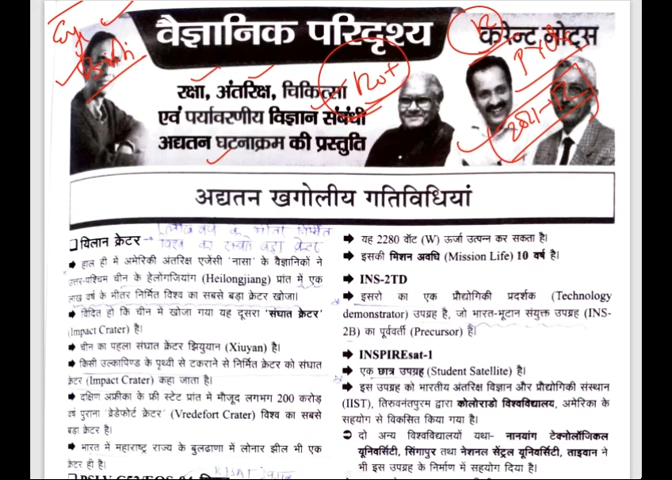 वैज्ञानिक परिदृश्य
करेन्ट नोट्स
रक्षा, अंतरिक्ष, चिकित्सा
एवं पर्यावरणीय विज्ञान संबंधी
अद्यतन घटनाक्रम की प्रस्तुति
120+
अद्यतन खगोलीय गतिविधियां
❑ यिलान क्रेटर
➡ हाल ही में अमेरिकी अंतरिक्ष एजेंसी 'नासा' के वैज्ञानिकों ने
उत्तर-पश्चिम चीन के हेलोंगजियांग (Heilongjiang) प्रांत में एक
लाख वर्ष के भीतर निर्मित विश्व का सबसे बड़ा क्रेटर खोजा।
➡ विदित हो कि चीन में खोजा गया यह दूसरा 'संघात क्रेटर'
(Impact Crater) है।
➡ चीन का पहला संघात क्रेटर झियुयान (Xiuyan) है।
➡ किसी उल्कापिण्ड के पृथ्वी से टकराने से निर्मित क्रेटर को संघात
क्रेटर (Impact Crater) कहा जाता है।
➡ दक्षिण अफ्रीका के फ्री स्टेट प्रांत में मौजूद लगभग 200 करोड़
वर्ष पुराना 'व्रेडेफोर्ट क्रेटर' (Vredefort Crater) विश्व का सबसे
बड़ा क्रेटर है।
➡ भारत में महाराष्ट्र राज्य के बुलढाणा में लोनार झील भी एक
क्रेटर ही है।
➡ यह 2280 वॉट (W) ऊर्जा उत्पन्न कर सकता है।
➡ इसकी मिशन अवधि (Mission Life) 10 वर्ष है।
➡ INS-2TD
➡ इसरो का एक प्रौद्योगिकी प्रदर्शक (Technology
demonstrator) उपग्रह है, जो भारत-भूटान संयुक्त उपग्रह (INS-
2B) का पूर्ववर्ती (Precursor) है।
➡ INSPIREsat-1
➡ एक छात्र उपग्रह (Student Satellite) है।
➡ इस उपग्रह को भारतीय अंतरिक्ष विज्ञान और प्रौद्योगिकी संस्थान
(IIST), तिरुवनंतपुरम द्वारा कोलोराडो विश्वविद्यालय, अमेरिका के
सहयोग से विकसित किया गया है।
दो अन्य विश्वविद्यालयों यथा- नानयांग टेक्नोलॉजिकल
यूनिवर्सिटी, सिंगापुर तथा नेशनल सेंट्रल यूनिवर्सिटी, ताइवान ने
भी इस उपग्रह के निर्माण में सहयोग दिया है।